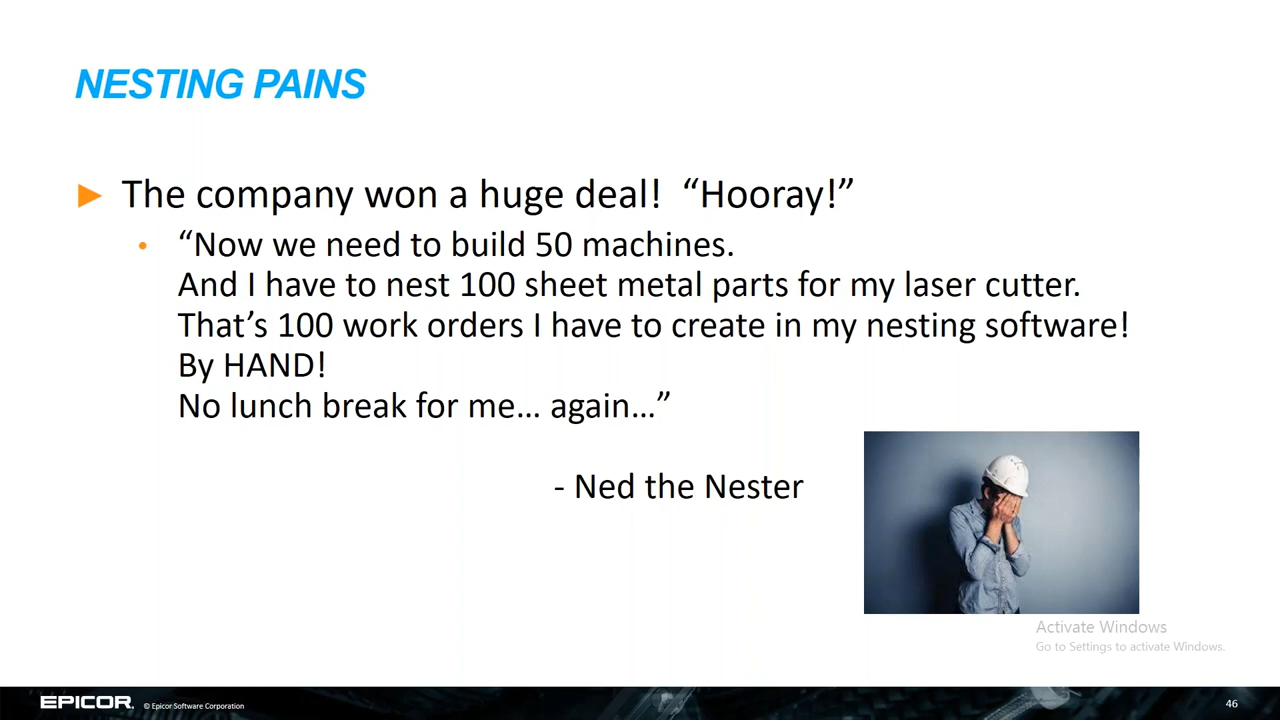 NESTING PAINS
► The company won a huge deal!  “Hooray!”
• “Now we need to build 50 machines.
And I have to nest 100 sheet metal parts for my laser cutter.
That’s 100 work orders I have to create in my nesting software!
By HAND!
No lunch break for me… again…”
- Ned the Nester
Activate Windows
Go to Settings to activate Windows.
EPICOR. © Epicor Software Corporation
46